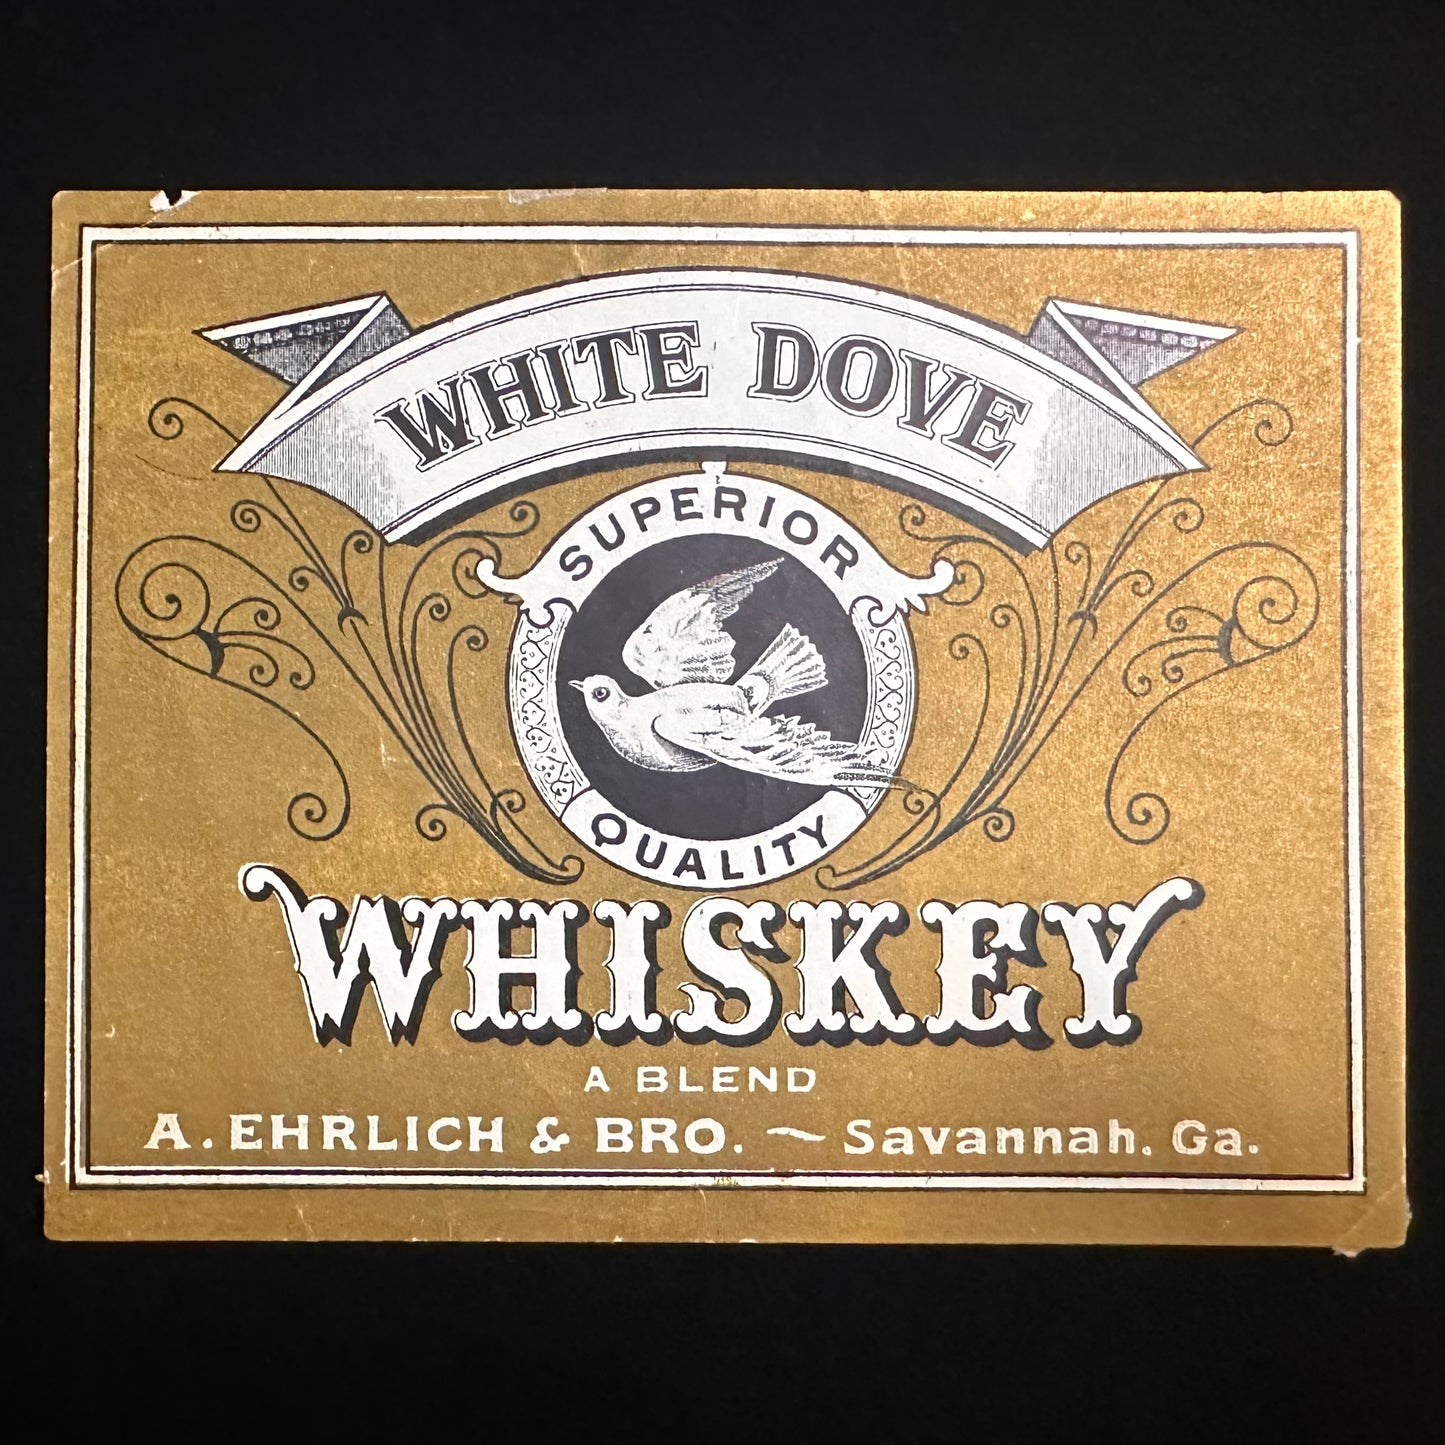 WHITE DOVE
SUPERIOR
QUALITY
WHISKEY
A BLEND
A. EHRLICH & BRO. ~ Savannah, Ga.